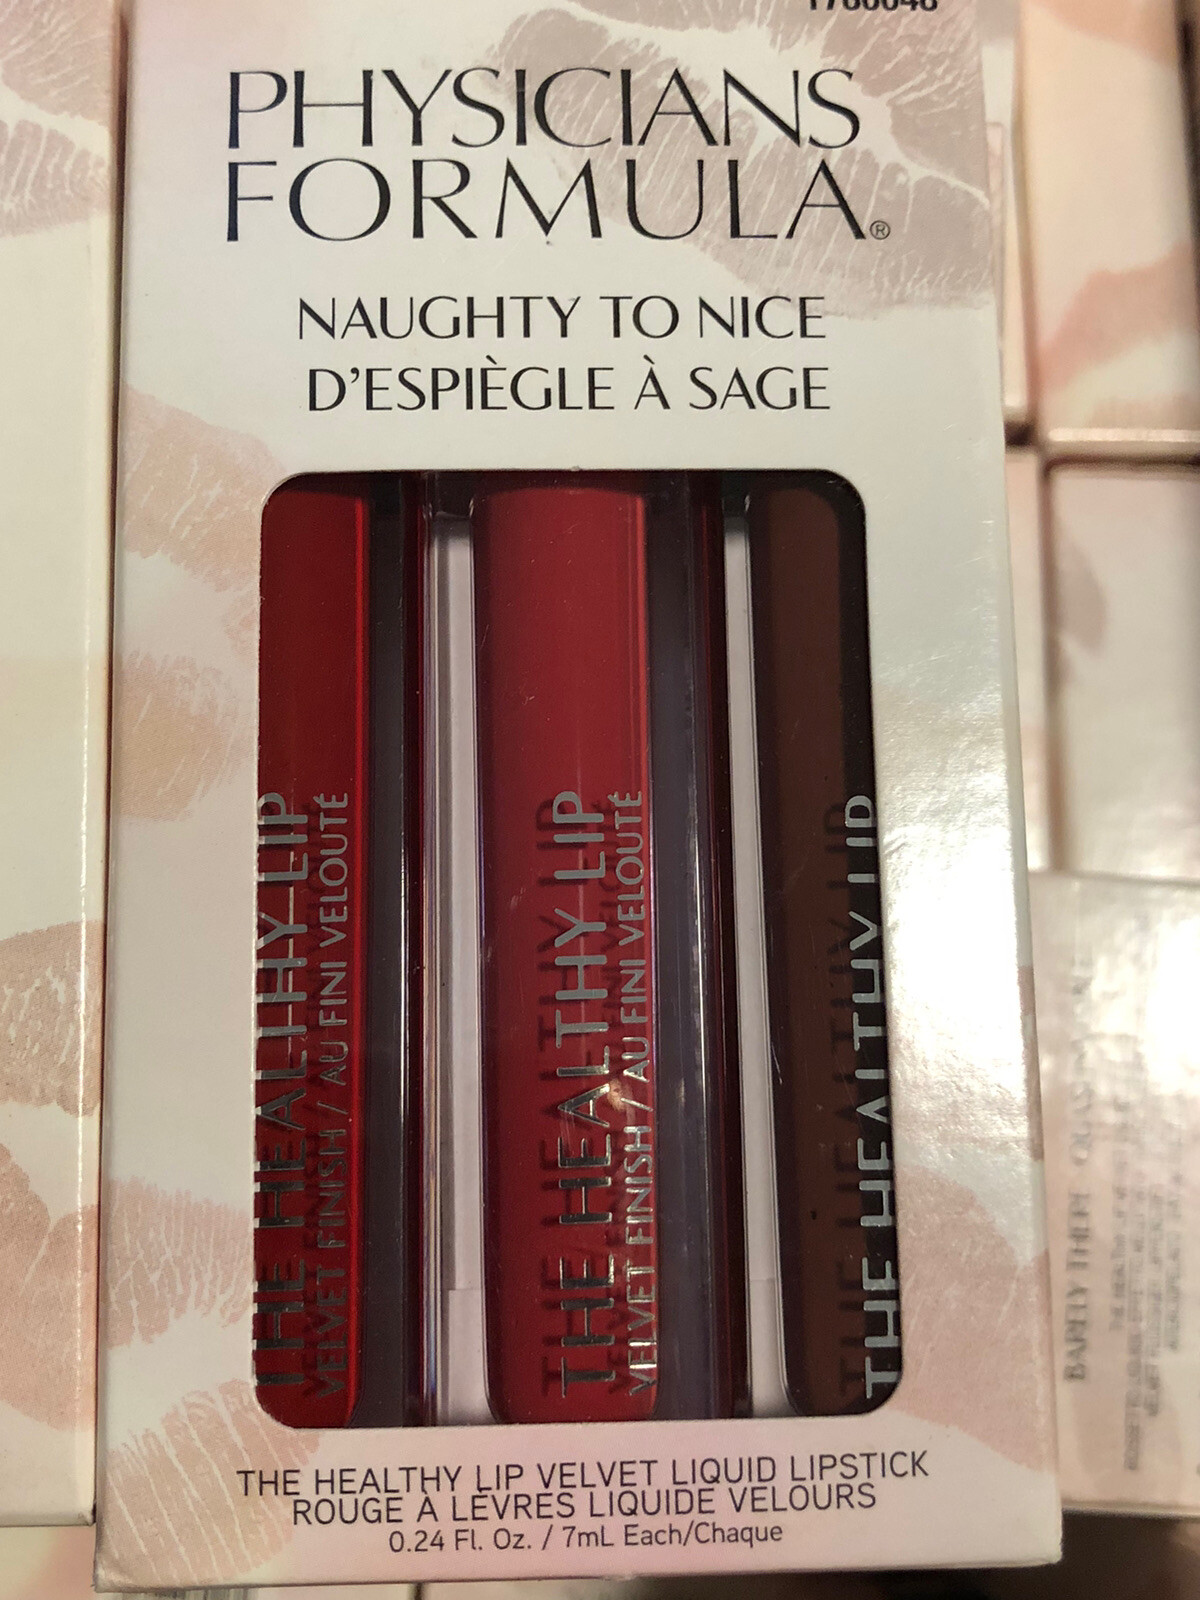 PHYSICIANS
FORMULA®
NAUGHTY TO NICE
D'ESPIÈGLE À SAGE
THE HEALTHY LIP
VELVET FINISH / AU FINI VELOUTÉ
THE HEALTHY LIP
VELVET FINISH / AU FINI VELOUTÉ
THE HEALTHY LIP
THE HEALTHY LIP VELVET LIQUID LIPSTICK
ROUGE À LÈVRES LIQUIDE VELOURS
0.24 Fl. Oz. / 7mL Each/Chaque
BARELY THERE